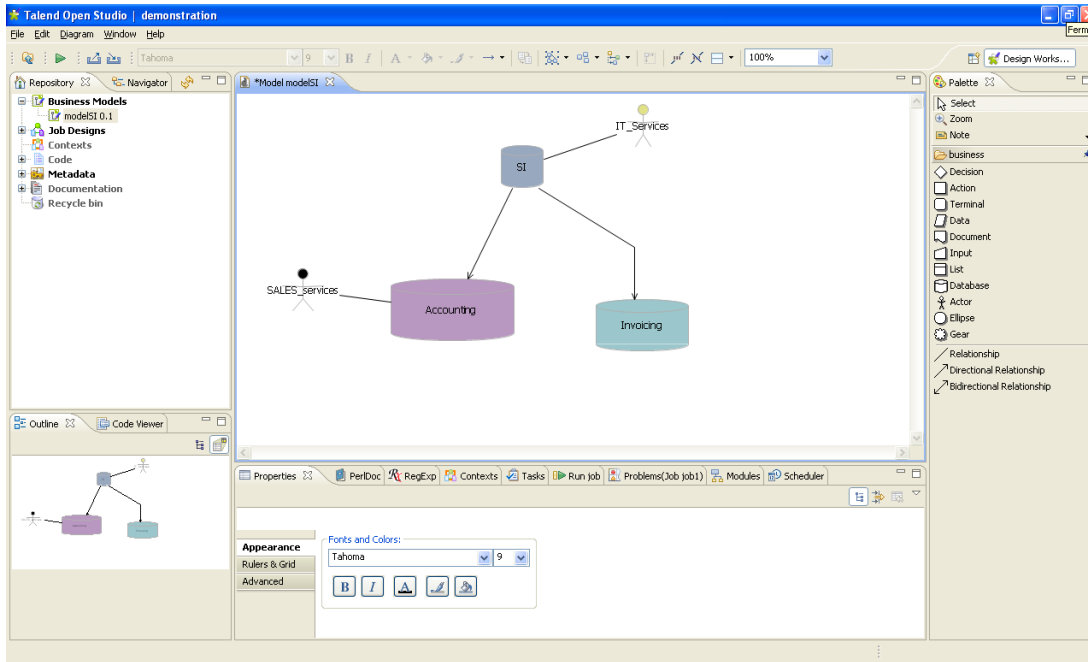 Talend Open Studio | demonstration
Ferm
File Edit Diagram Window Help
Tahoma 9 B I A 100% Design Works...
Repository Navigator
*Model modelSI
Palette
Business Models
modelSI 0.1
Job Designs
Contexts
Code
Metadata
Documentation
Recycle bin
IT_Services
SI
SALES_services
Accounting
Invoicing
Select
Zoom
Note
business
Decision
Action
Terminal
Data
Document
Input
List
Database
Actor
Ellipse
Gear
Relationship
Directional Relationship
Bidirectional Relationship
Outline Code Viewer
Properties PerlDoc RegExp Contexts Tasks Run job Problems(Job job1) Modules Scheduler
Appearance
Rulers & Grid
Advanced
Fonts and Colors:
Tahoma 9
B I A